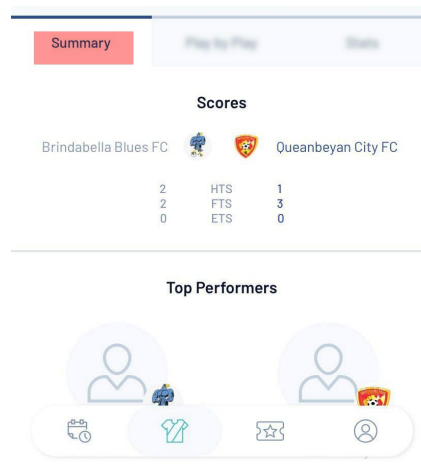 Summary
Scores
Brindabella Blues FC Queanbeyan City FC
2 HTS 1
2 FTS 3
0 ETS 0
Top Performers